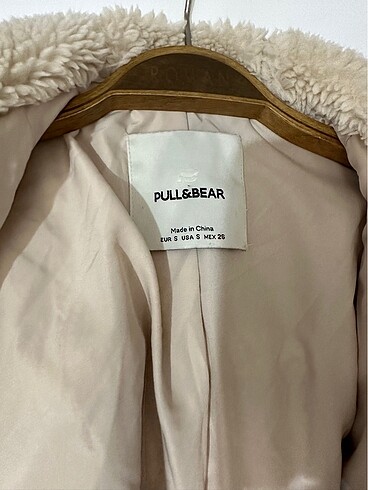 PULL&BEAR
Made in China
EUR S USA S MEX 26